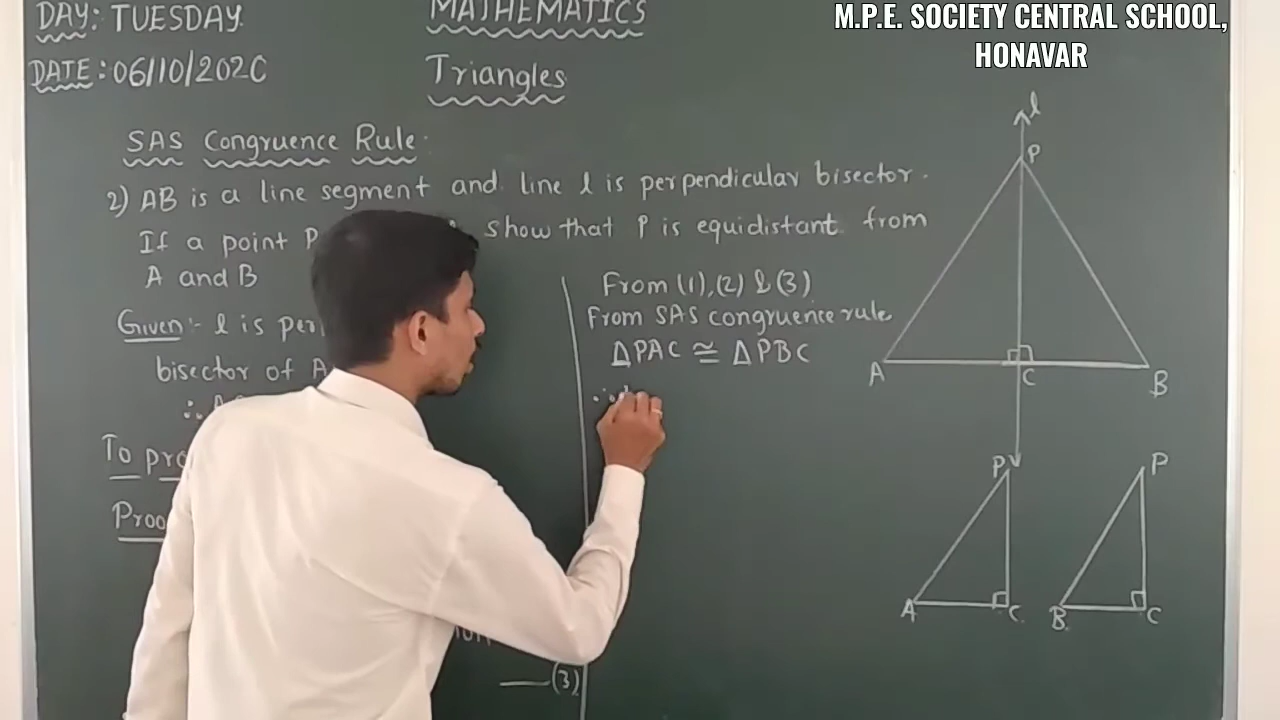 DAY: TUESDAY
MATHEMATICS
M.P.E. SOCIETY CENTRAL SCHOOL,
HONAVAR
DATE: 06/10/2020
Triangles
SAS Congruence Rule.
2) AB is a line segment and line l is perpendicular bisector.
If a point P show that P is equidistant from
A and B
Given:- l is per
bisector of A
∴ A
To pro
Proo
(3)
From (1), (2) & (3)
From SAS congruence rule
ΔPAC ≅ ΔPBC
∴
l
P
A
C
B
P
A
C
P
B
C